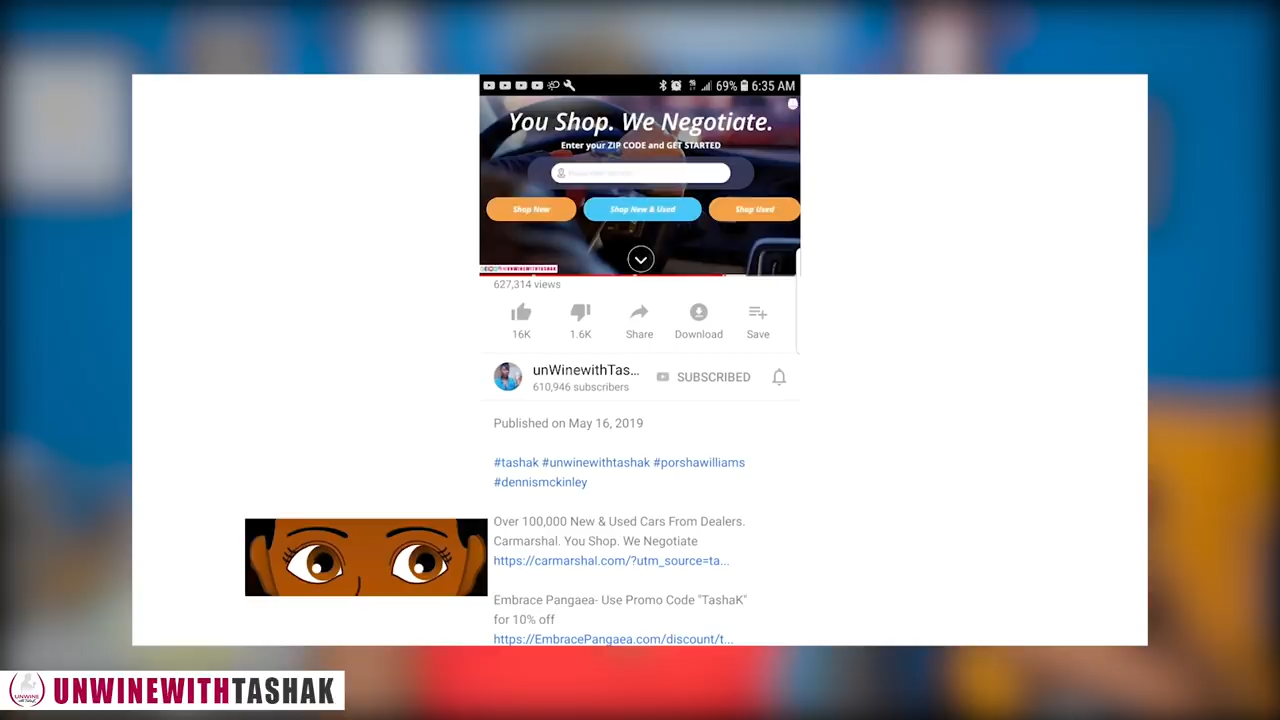 69% 6:35 AM
You Shop. We Negotiate.
Enter your ZIP CODE and GET STARTED
Shop New
Shop New & Used
Shop Used
627,314 views
16K
1.6K
Share
Download
Save
unWinewithTas...
SUBSCRIBED
610,946 subscribers
Published on May 16, 2019
#tashak #unwinewithtashak #porshawilliams
#dennismckinley
Over 100,000 New & Used Cars From Dealers.
Carmarshal. You Shop. We Negotiate
https://carmarshal.com/?utm_source=ta...
Embrace Pangaea- Use Promo Code "TashaK"
for 10% off
https://EmbracePangaea.com/discount/t...
UNWINEWITHTASHAK